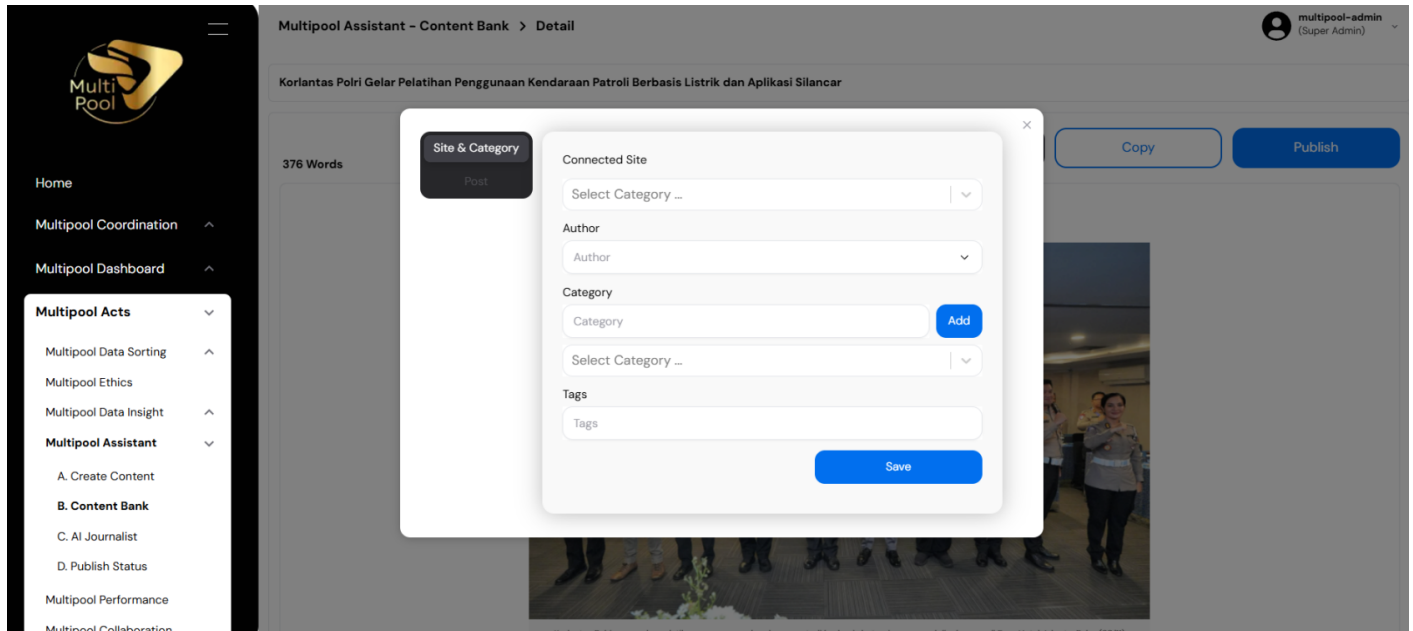 Multi
Pool
Multipool Assistant - Content Bank > Detail
multipool-admin
(Super Admin)
Korlantas Polri Gelar Pelatihan Penggunaan Kendaraan Patroli Berbasis Listrik dan Aplikasi Silancar
376 Words
Copy
Publish
Home
Multipool Coordination
Multipool Dashboard
Multipool Acts
Multipool Data Sorting
Multipool Ethics
Multipool Data Insight
Multipool Assistant
A. Create Content
B. Content Bank
C. AI Journalist
D. Publish Status
Multipool Performance
Multipool Collaboration
Site & Category
Post
Connected Site
Select Category ...
Author
Author
Category
Category
Add
Select Category ...
Tags
Tags
Save